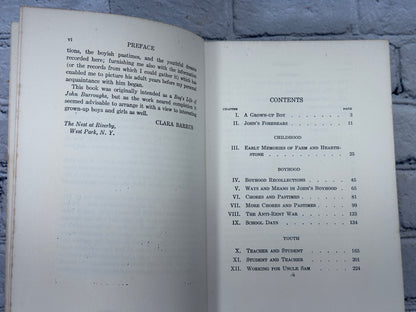 vi PREFACE
tions, the boyish pastimes, and the youthful dreams
recorded here; furnishing me also with the information
(or the records from which I could gather it) which has
enabled me to picture his adult years before my personal
acquaintance with him began.
This book was originally intended as a Boy's Life of
John Burroughs, but as the work neared completion it
seemed advisable to arrange it with a view to interesting
grown-up boys and girls as well.
CLARA BARRUS
The Nest at Riverby,
West Park, N. Y.
CONTENTS
CHAPTER PAGE
I. A GROWN-UP BOY . . . . . 3
II. JOHN'S FOREBEARS . . . . . 11
CHILDHOOD
III. EARLY MEMORIES OF FARM AND HEARTH-
STONE . . . . . 25
BOYHOOD
IV. BOYHOOD RECOLLECTIONS . . . . . 65
V. WAYS AND MEANS IN JOHN'S BOYHOOD . . 82
VI. CHORES AND PASTIMES . . . . . 90
VII. MORE CHORES AND PASTIMES . . . . 99
VIII. THE ANTI-RENT WAR . . . . . 123
IX. SCHOOL DAYS . . . . . 134
YOUTH
X. TEACHER AND STUDENT . . . . . 165
XI. STUDENT AND TEACHER . . . . . 201
XII. WORKING FOR UNCLE SAM . . . . 224